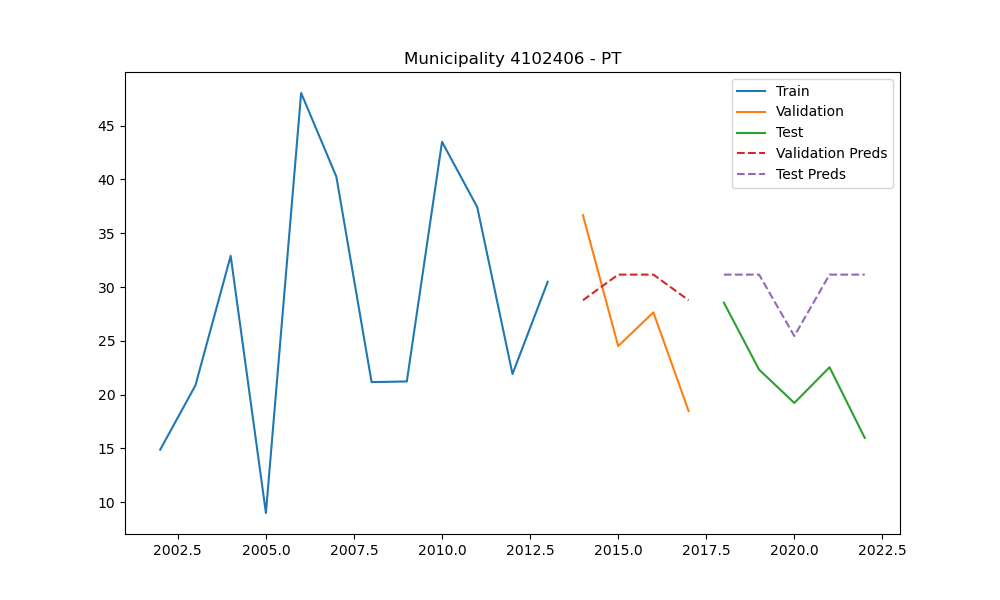 Municipality 4102406 - PT
Train
Validation
Test
Validation Preds
Test Preds
45
40
35
30
25
20
15
10
2002.5 2005.0 2007.5 2010.0 2012.5 2015.0 2017.5 2020.0 2022.5